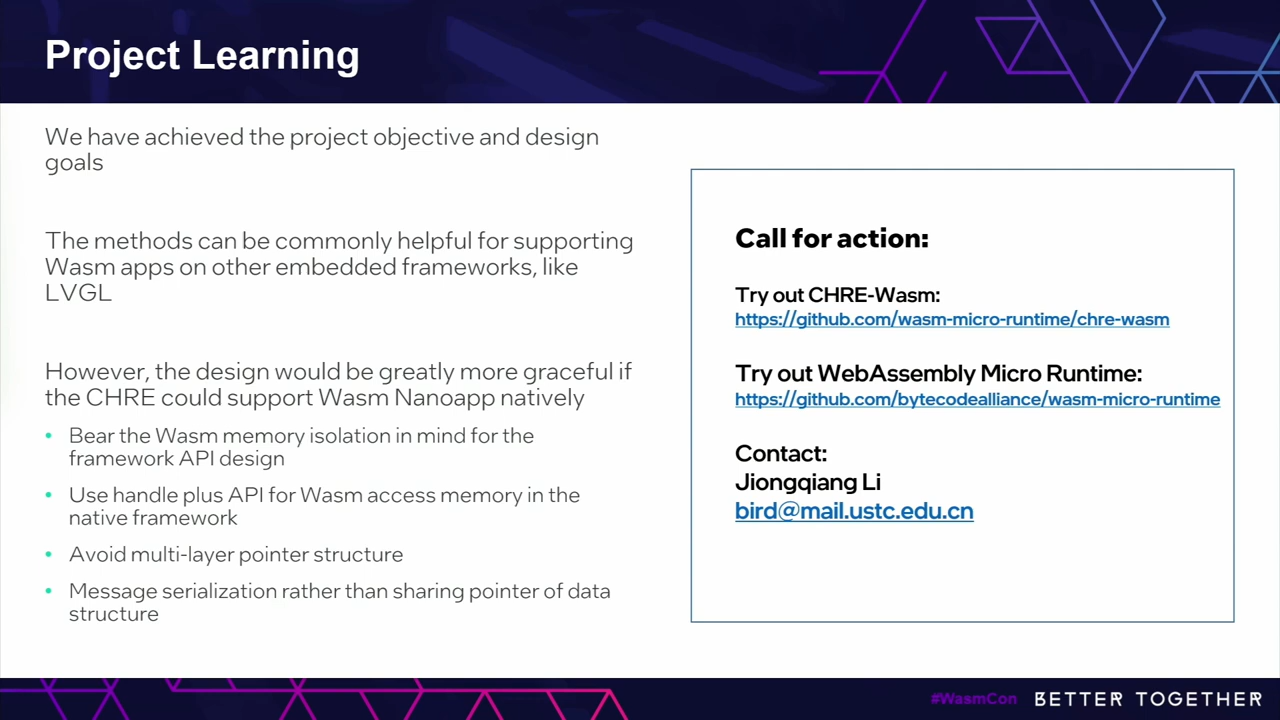 Project Learning
We have achieved the project objective and design
goals
The methods can be commonly helpful for supporting
Wasm apps on other embedded frameworks, like
LVGL
However, the design would be greatly more graceful if
the CHRE could support Wasm Nanoapp natively
• Bear the Wasm memory isolation in mind for the
framework API design
• Use handle plus API for Wasm access memory in the
native framework
• Avoid multi-layer pointer structure
• Message serialization rather than sharing pointer of data
structure
Call for action:
Try out CHRE-Wasm:
https://github.com/wasm-micro-runtime/chre-wasm
Try out WebAssembly Micro Runtime:
https://github.com/bytecodealliance/wasm-micro-runtime
Contact:
Jiongqiang Li
bird@mail.ustc.edu.cn
#WasmCon BETTER TOGETHER